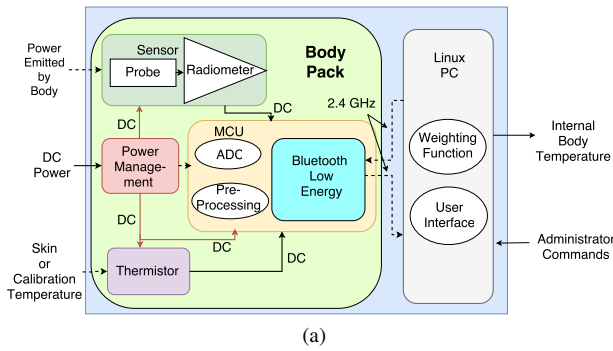 Power
Emitted
by
Body
Sensor
Probe
Radiometer
Body
Pack
Linux
PC
2.4 GHz
DC
DC
MCU
ADC
Bluetooth
Low
Energy
Weighting
Function
Internal
Body
Temperature
DC
Power
Power
Manage-
ment
Pre-
Processing
User
Interface
DC
DC
DC
Skin
or
Calibration
Temperature
Thermistor
Administrator
Commands
(a)